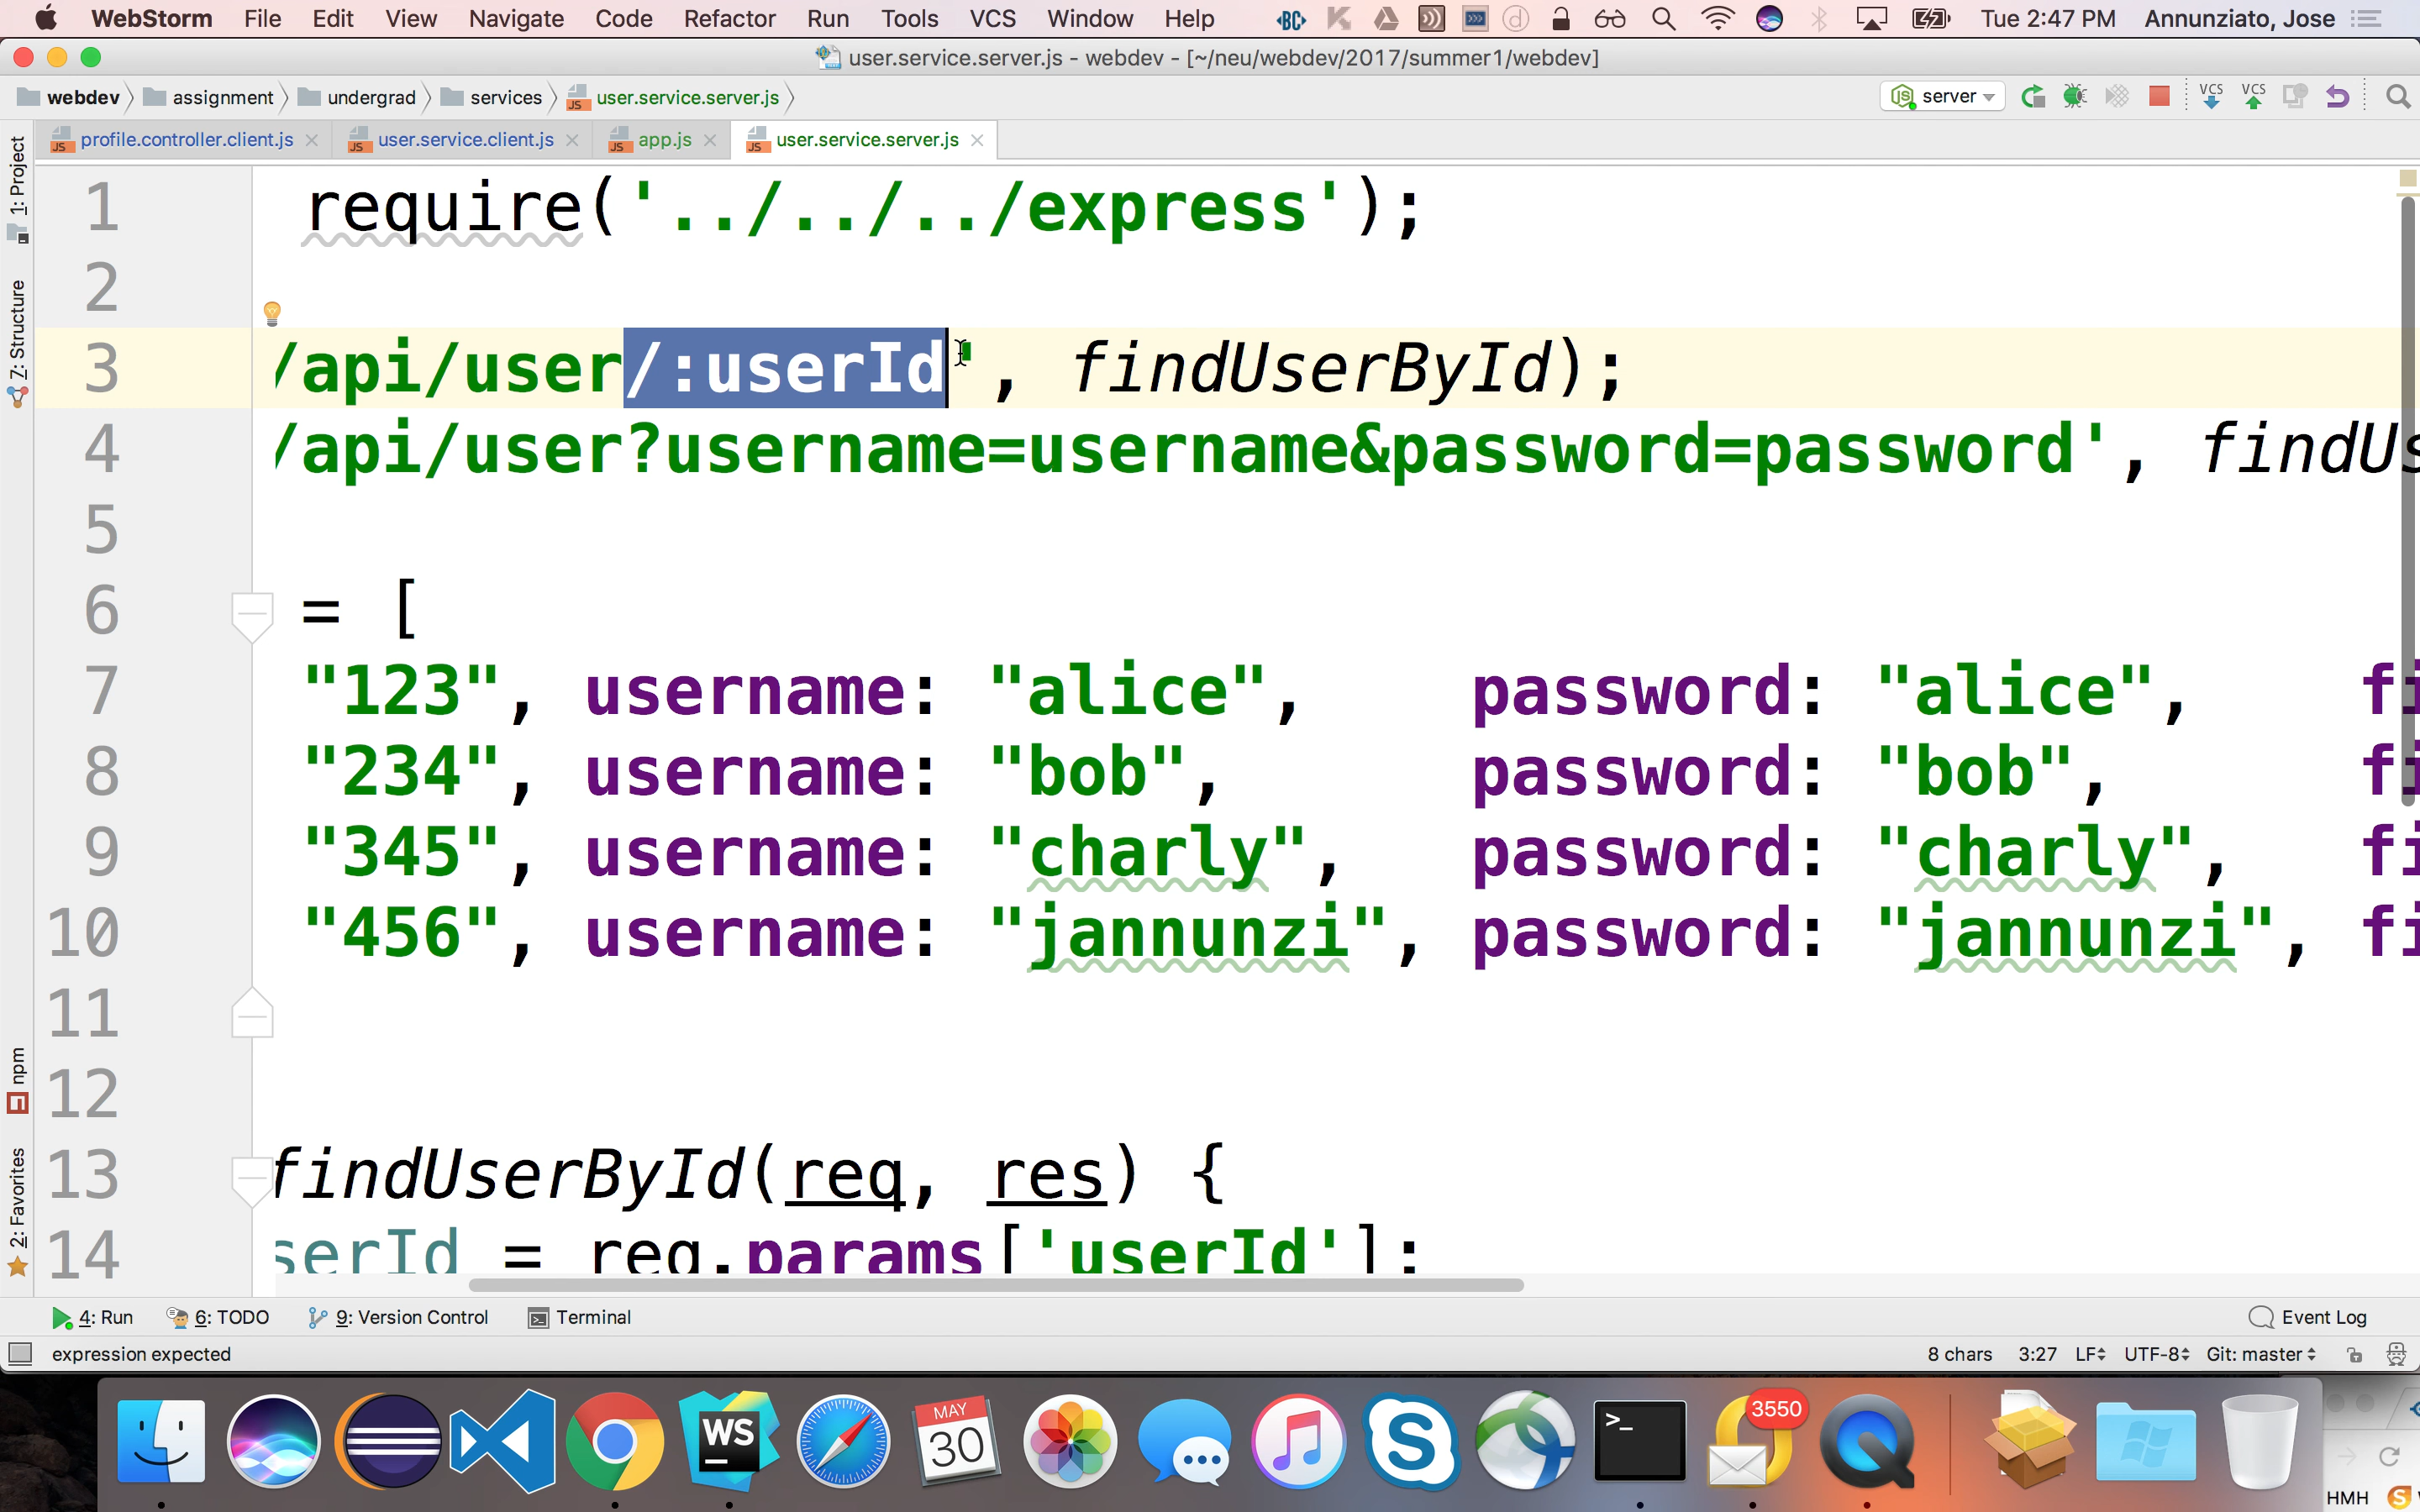 WebStorm File Edit View Navigate Code Refactor Run Tools VCS Window Help BC Tue 2:47 PM Annunziato, Jose
user.service.server.js - webdev - [~/neu/webdev/2017/summer1/webdev]
webdev assignment undergrad services user.service.server.js server VCS VCS
profile.controller.client.js user.service.client.js app.js user.service.server.js
1: Project
7: Structure
npm
2: Favorites
1 require('../../../express');
2
3 /api/user/:userId', findUserById);
4 /api/user?username=username&password=password', findUs
5
6 = [
7 "123", username: "alice", password: "alice", fi
8 "234", username: "bob", password: "bob", fi
9 "345", username: "charly", password: "charly", fi
10 "456", username: "jannunzi", password: "jannunzi", fi
11
12
13 findUserById(req, res) {
14 serId = req.params['userId'];
4: Run 6: TODO 9: Version Control Terminal Event Log
expression expected 8 chars 3:27 LF UTF-8 Git: master
WS MAY 30 3550
HMH